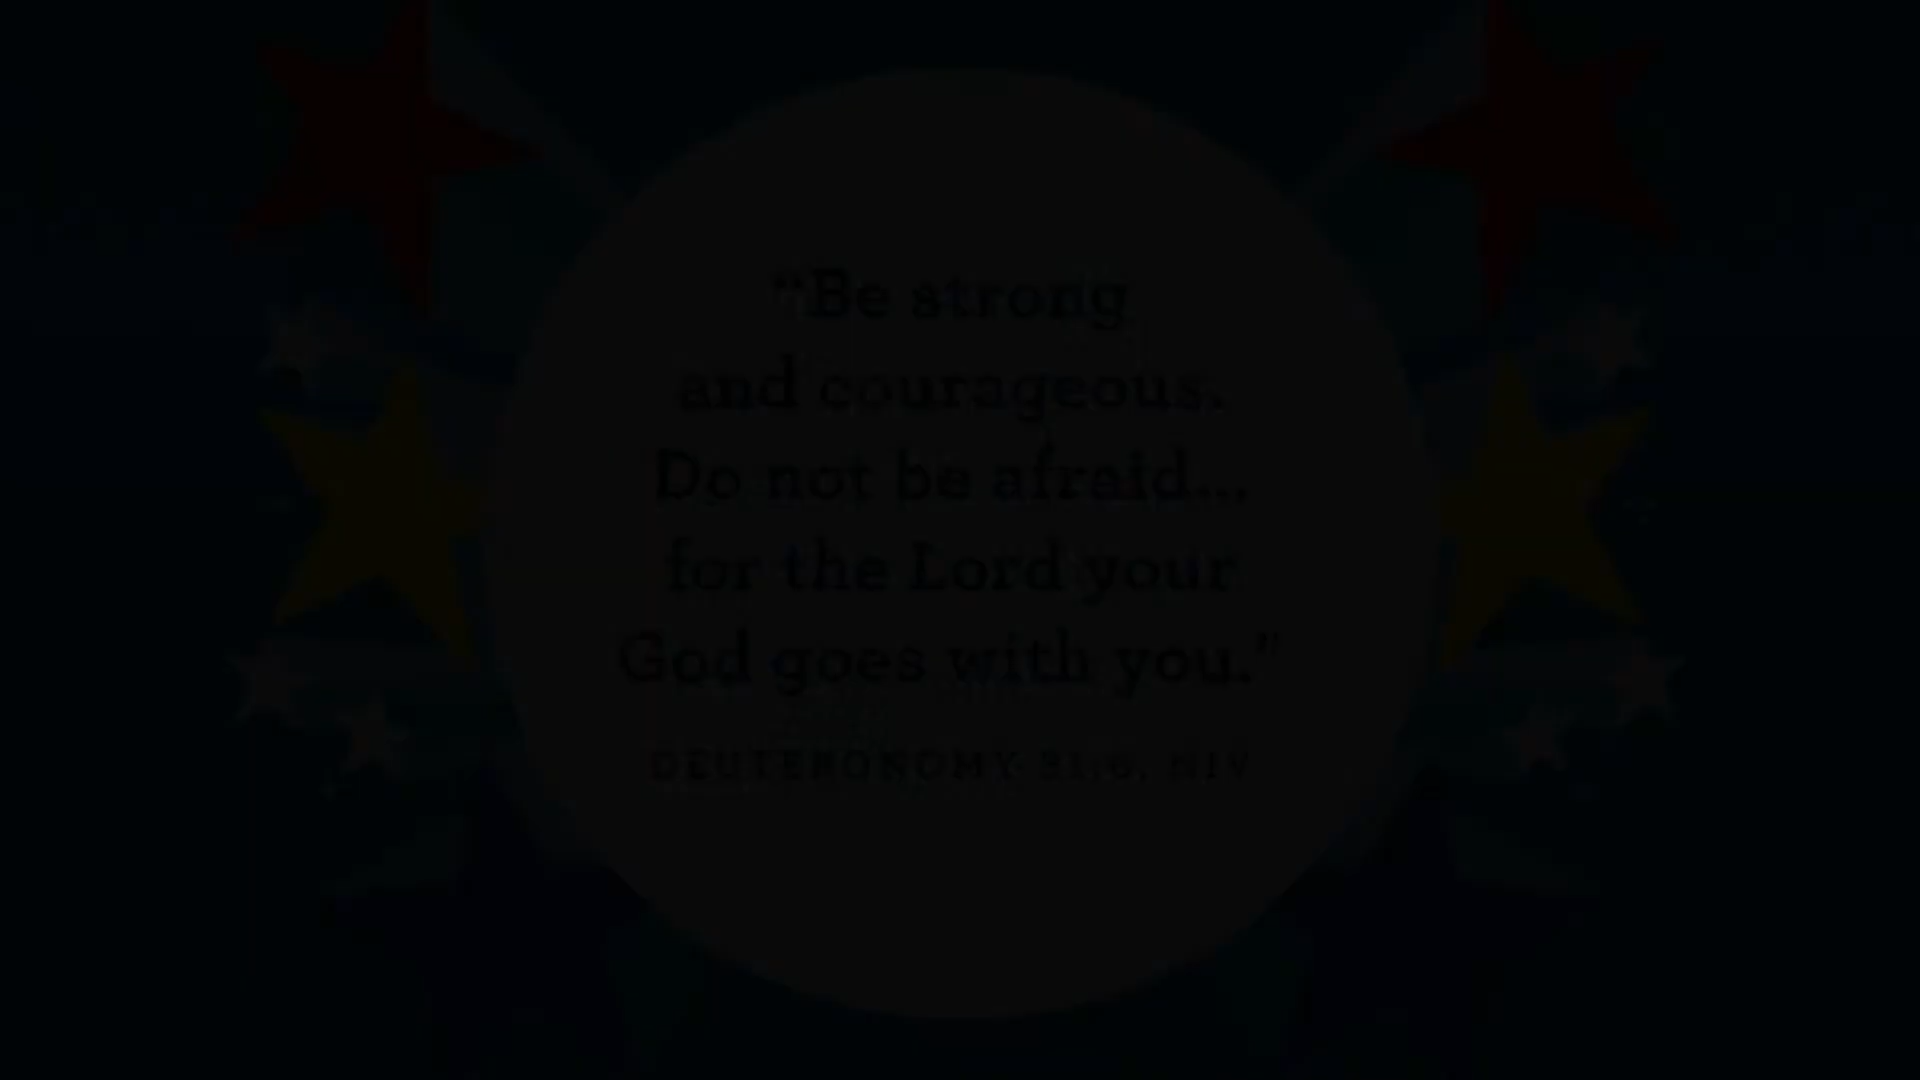 “Be strong
and courageous.
Do not be afraid...
for the Lord your
God goes with you.”
DEUTERONOMY 31:6, NIV